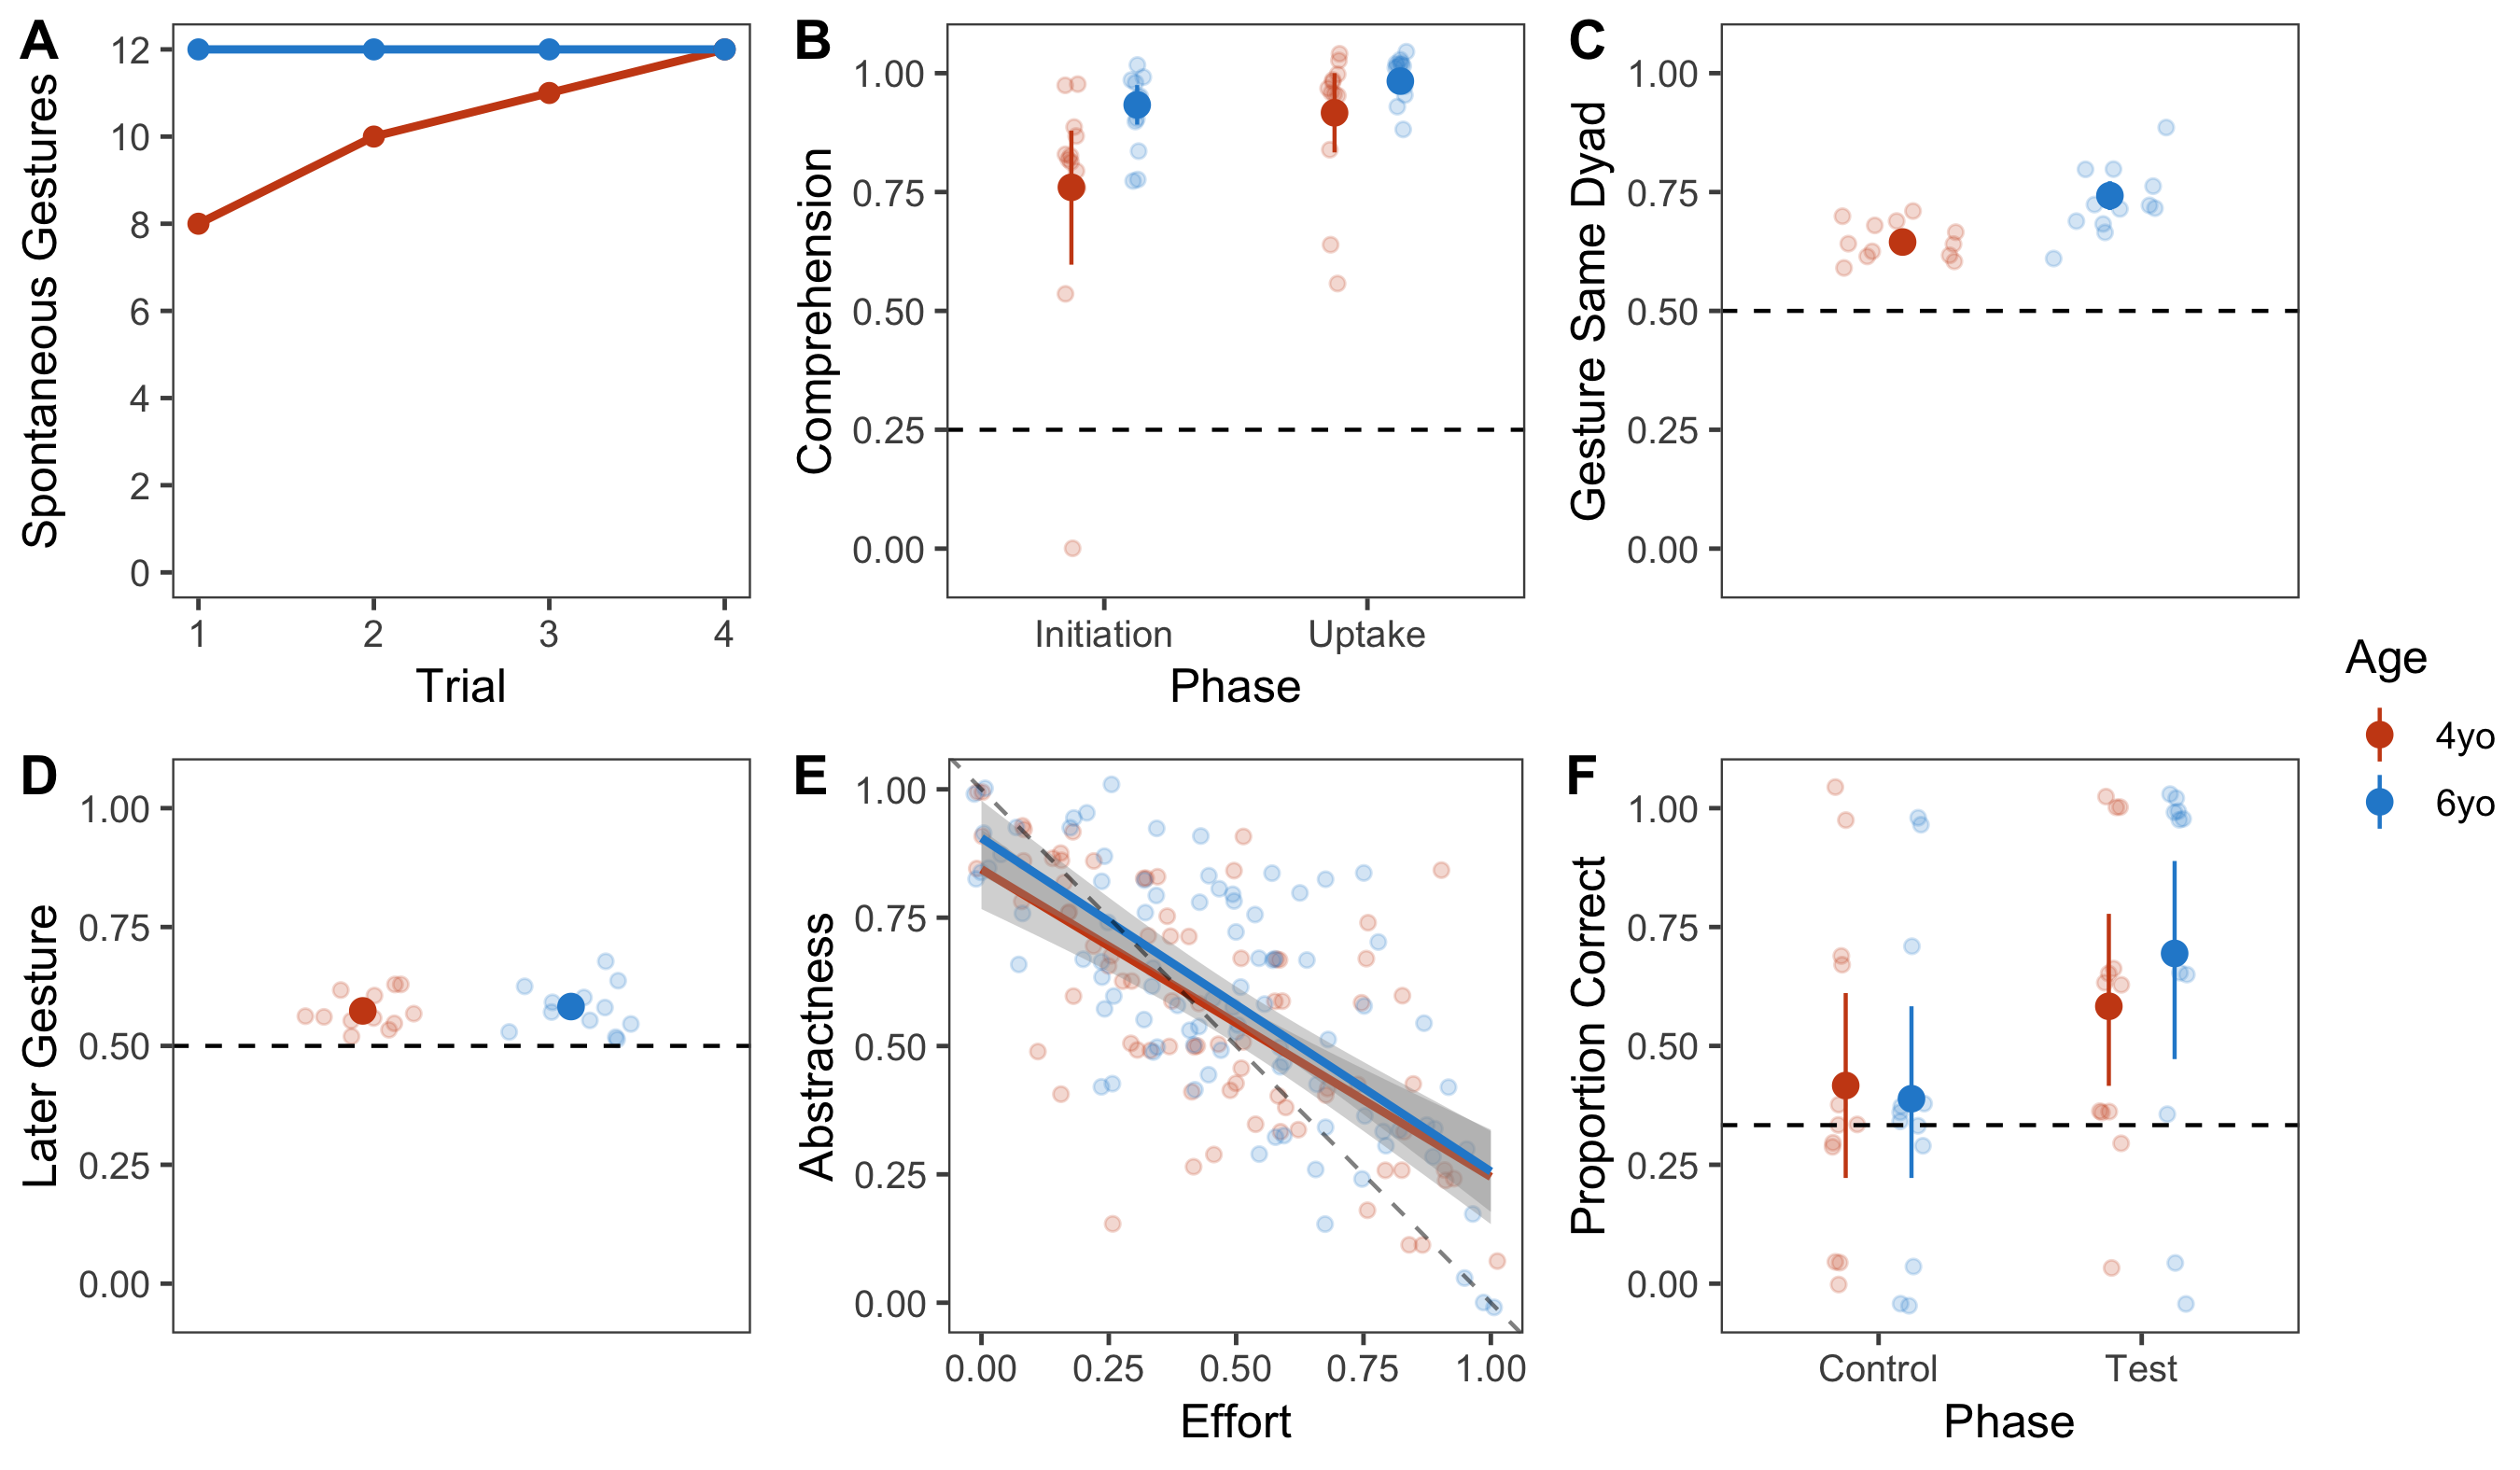 A
Spontaneous Gestures
12
10
8
6
4
2
0
1 2 3 4
Trial
B
Comprehension
1.00
0.75
0.50
0.25
0.00
Initiation Uptake
Phase
C
Gesture Same Dyad
1.00
0.75
0.50
0.25
0.00
D
Later Gesture
1.00
0.75
0.50
0.25
0.00
E
Abstractness
1.00
0.75
0.50
0.25
0.00
0.00 0.25 0.50 0.75 1.00
Effort
F
Proportion Correct
1.00
0.75
0.50
0.25
0.00
Control Test
Phase
Age
4yo
6yo